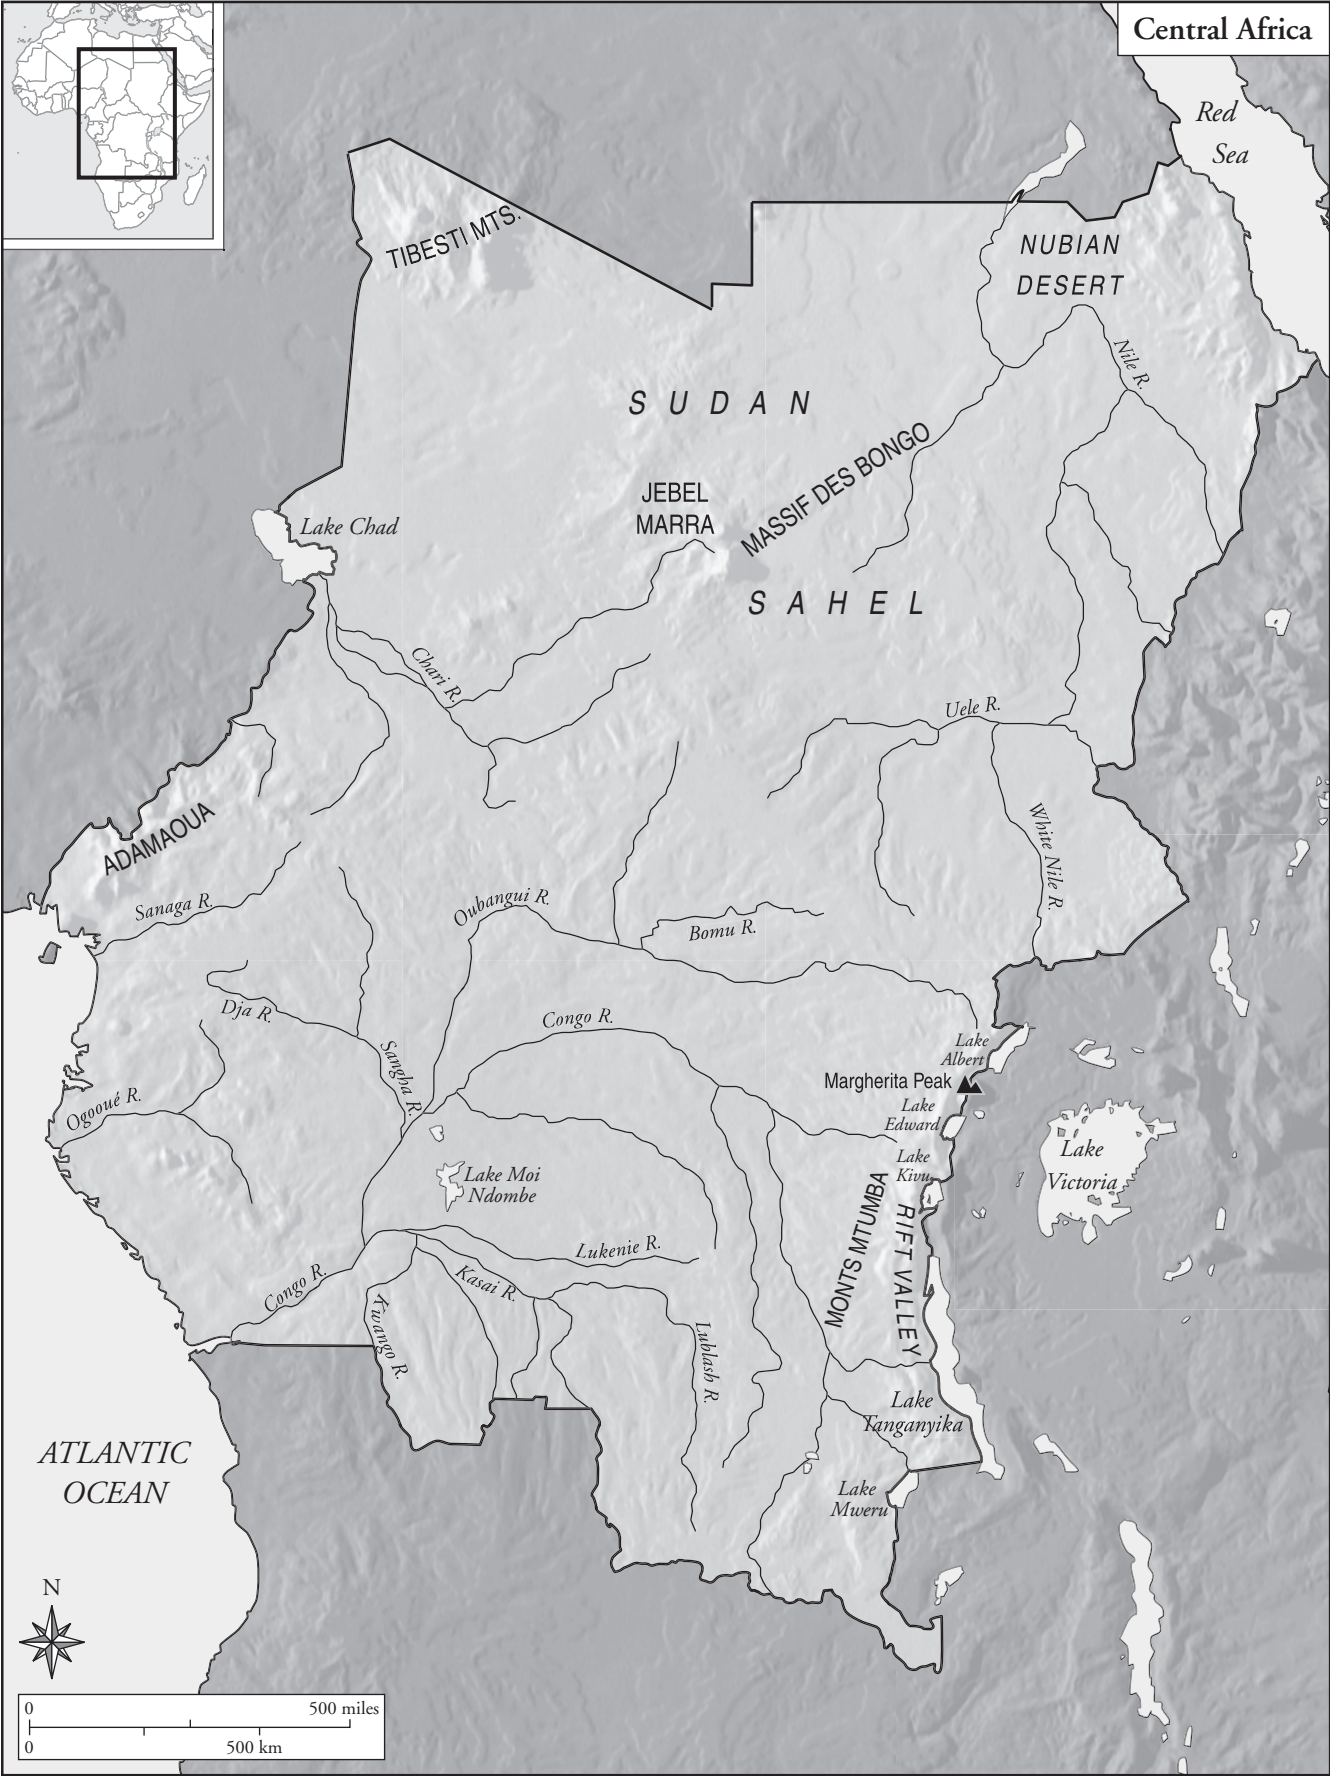 Central Africa
Red
Sea
TIBESTI MTS.
NUBIAN
DESERT
Nile R.
SUDAN
MASSIF DES BONGO
JEBEL
MARRA
Lake Chad
SAHEL
Chari R.
Uele R.
White Nile R.
ADAMAOUA
Sanaga R.
Oubangui R.
Bomu R.
Dja R.
Congo R.
Sangha R.
Lake
Albert
Margherita Peak
Ogooué R.
Lake
Edward
Lake
Victoria
Lake
Kivu
Lake Moi
Ndombe
MONTS MTUMBA
RIFT VALLEY
Lukenie R.
Congo R.
Kasai R.
Kwango R.
Lublash R.
Lake
Tanganyika
Lake
Mweru
ATLANTIC
OCEAN
N
0 500 miles
0 500 km